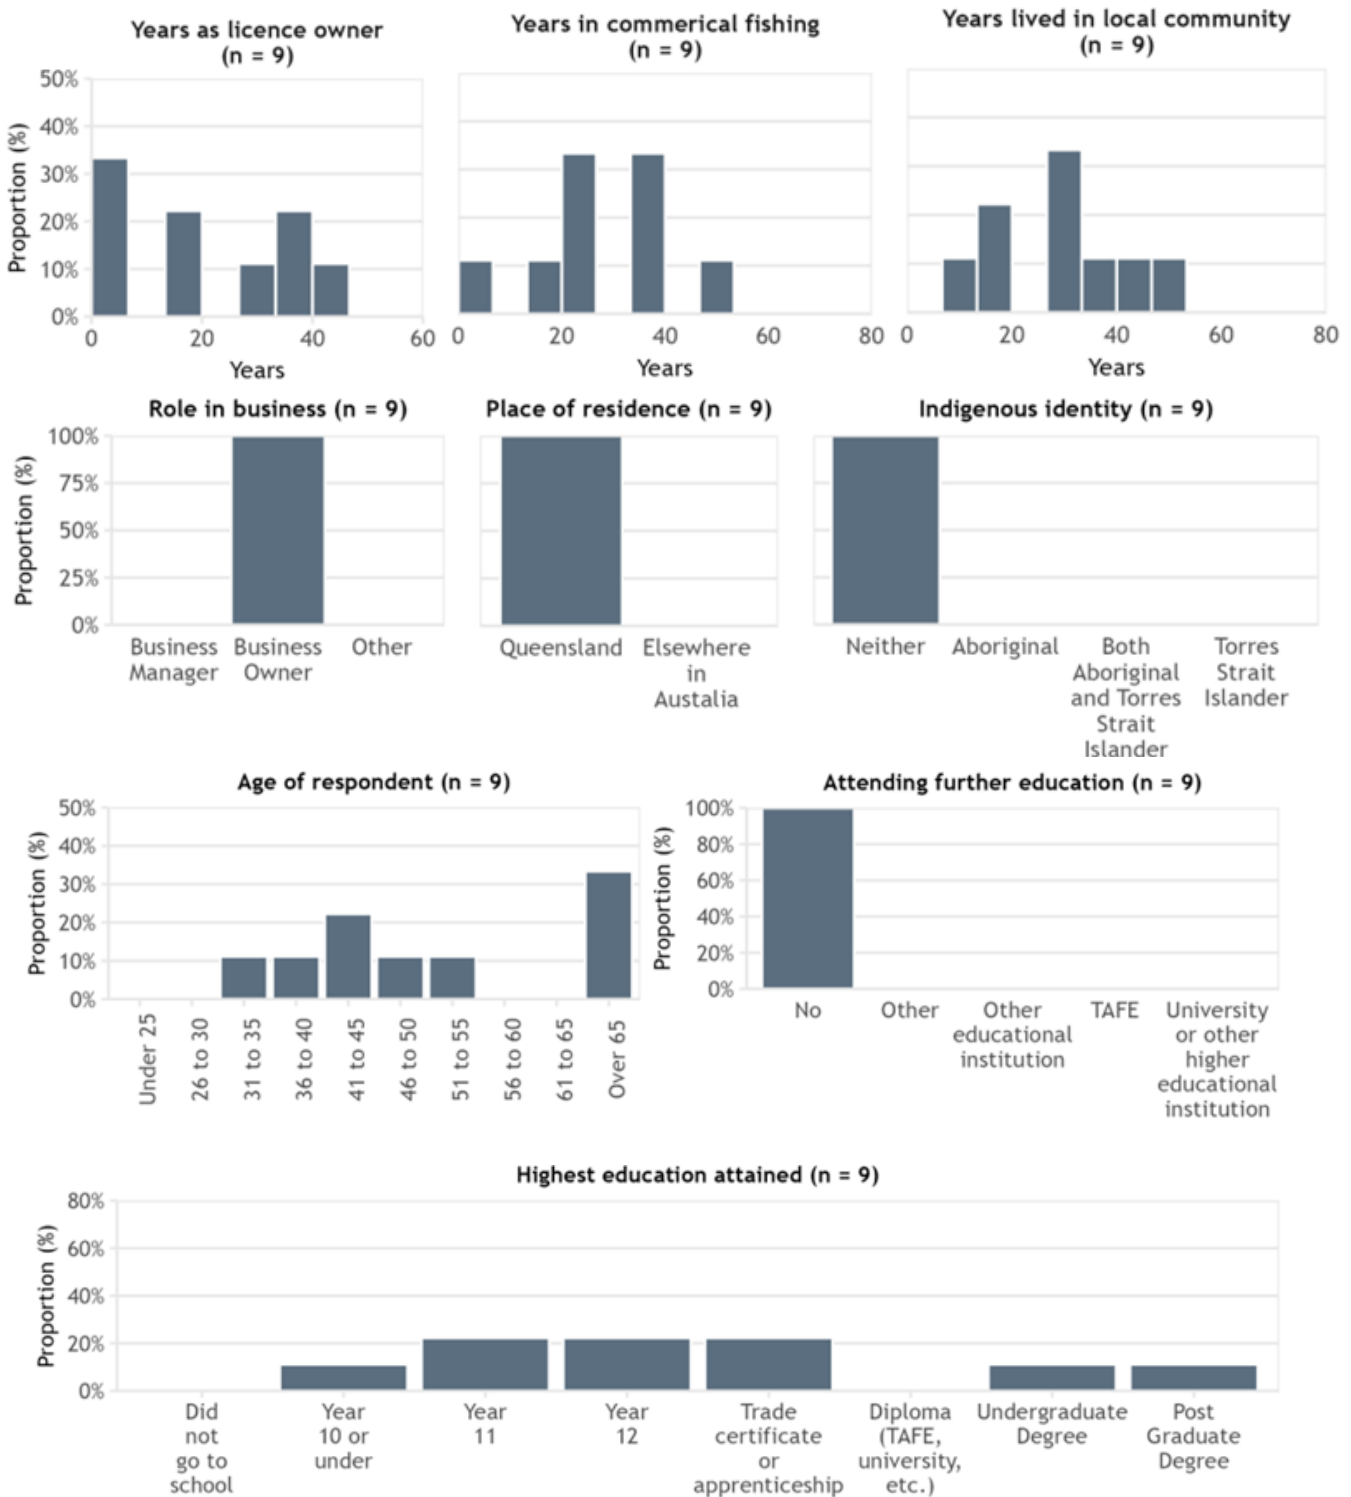 Years as licence owner
(n = 9)
Years in commerical fishing
(n = 9)
Years lived in local community
(n = 9)
Proportion (%)
50%
40%
30%
20%
10%
0%
0 20 40 60
0 20 40 60 80
0 20 40 60 80
Years
Years
Years
Role in business (n = 9)
Place of residence (n = 9)
Indigenous identity (n = 9)
Proportion (%)
100%
75%
50%
25%
0%
Business
Manager
Business
Owner
Other
Queensland
Elsewhere
in
Austalia
Neither
Aboriginal
Both
Aboriginal
and Torres
Strait
Islander
Torres
Strait
Islander
Age of respondent (n = 9)
Proportion (%)
50%
40%
30%
20%
10%
0%
Under 25
26 to 30
31 to 35
36 to 40
41 to 45
46 to 50
51 to 55
56 to 60
61 to 65
Over 65
Attending further education (n = 9)
Proportion (%)
100%
80%
60%
40%
20%
0%
No
Other
Other
educational
institution
TAFE
University
or other
higher
educational
institution
Highest education attained (n = 9)
Proportion (%)
80%
60%
40%
20%
0%
Did
not
go to
school
Year
10 or
under
Year
11
Year
12
Trade
certificate
or
apprenticeship
Diploma
(TAFE,
university,
etc.)
Undergraduate
Degree
Post
Graduate
Degree